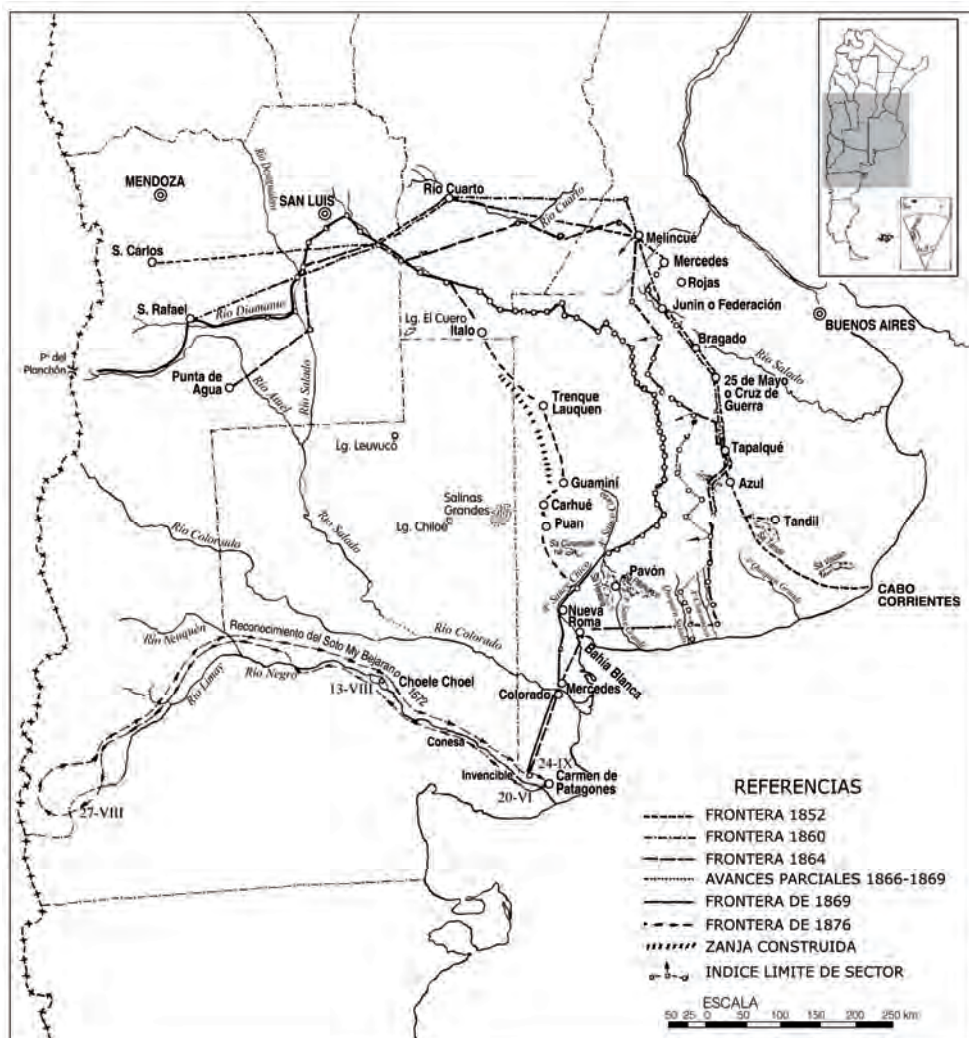 MENDOZA
SAN LUIS
Río Desaguadero
Río Cuarto
Río Cuarto
S. Carlos
Melincué
Mercedes
Rojas
S. Rafael
Río Diamante
Junin o Federación
BUENOS AIRES
Lg. El Cuero
Italo
Bragado
Pº del
Planchón
Río Salado
Punta de
Agua
Río Atuel
Río Salado
25 de Mayo
o Cruz de
Guerra
Trenque
Lauquen
Lg. Leuvucó
Tapalqué
Guaminí
Azul
Carhué
Salinas
Grandes
Puan
Tandil
Lg. Chiloé
Río Salado
Río Colorado
Pavón
CABO
CORRIENTES
Nueva
Roma
Río Colorado
Río Neuquén
Reconocimiento del Soto My Bejarano 1872
Bahía Blanca
Río Limay
Río Negro
Choele Choel
13-VIII
Mercedes
Colorado
Conesa
24-IX
Invencible
Carmen de
Patagones
20-VI
27-VIII
REFERENCIAS
FRONTERA 1852
FRONTERA 1860
FRONTERA 1864
AVANCES PARCIALES 1866-1869
FRONTERA DE 1869
FRONTERA DE 1876
ZANJA CONSTRUIDA
INDICE LIMITE DE SECTOR
ESCALA
50 25 0 50 100 150 200 250 km